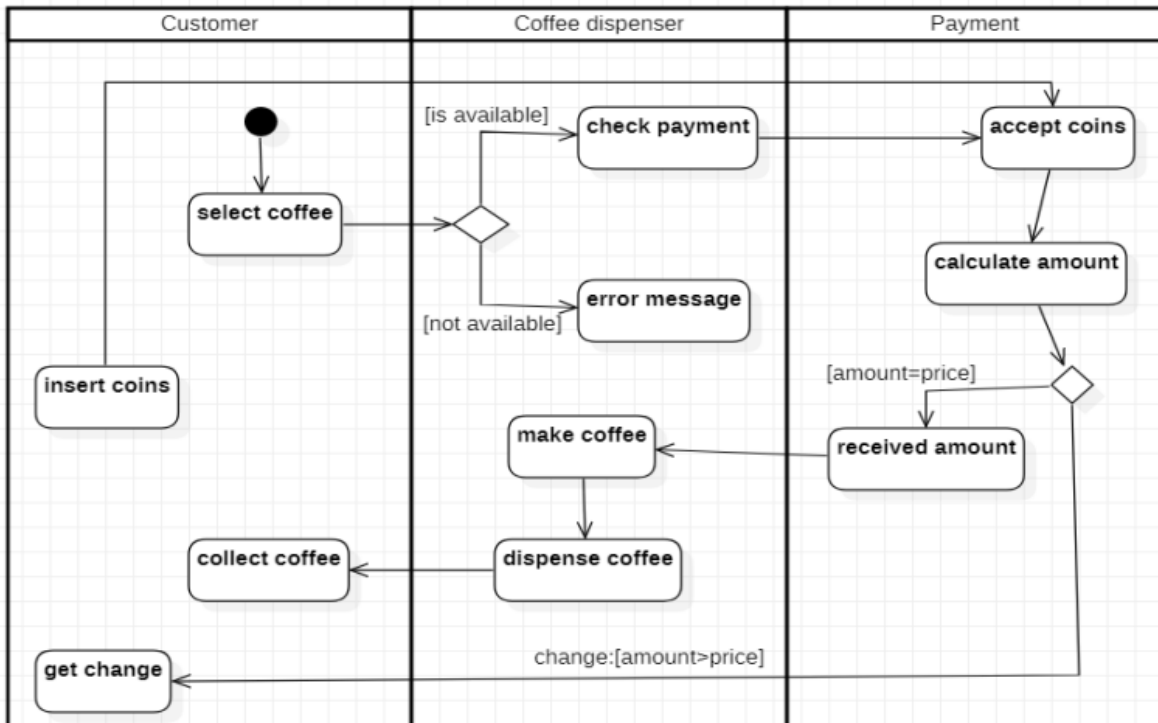 Customer
Coffee dispenser
Payment
[is available]
check payment
accept coins
select coffee
calculate amount
error message
[not available]
insert coins
[amount=price]
make coffee
received amount
collect coffee
dispense coffee
change:[amount>price]
get change